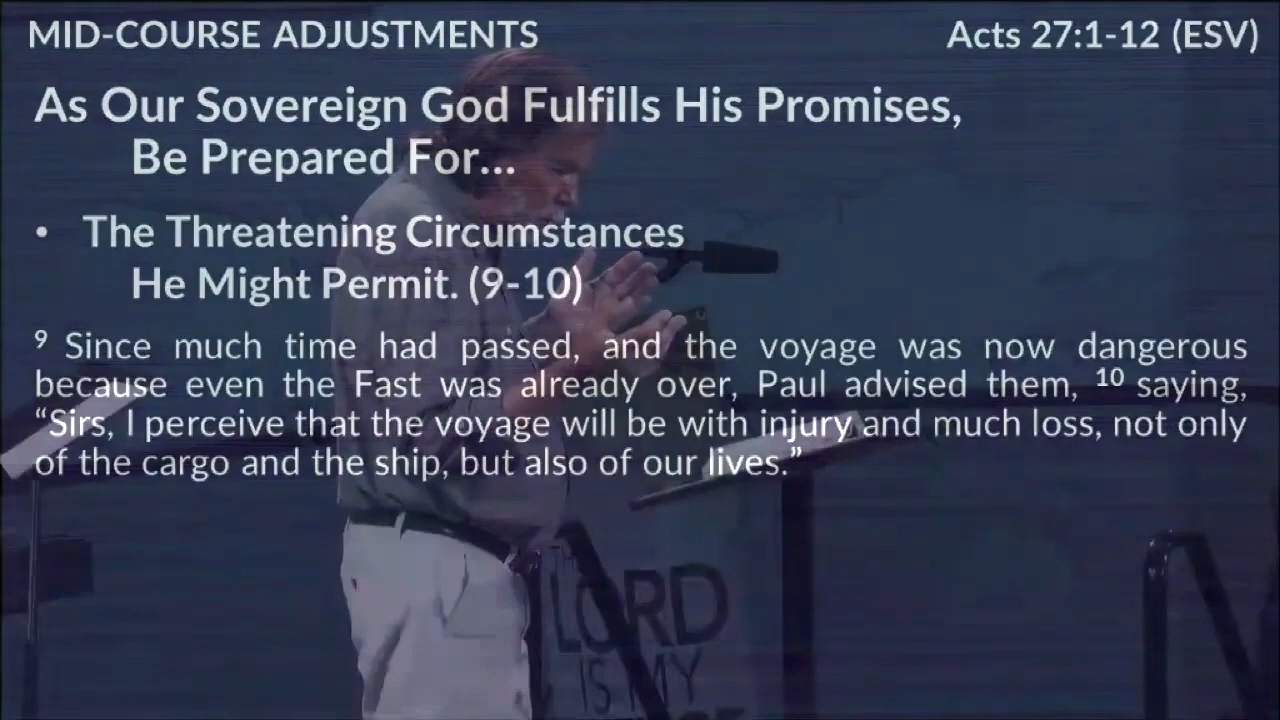 MID-COURSE ADJUSTMENTS
Acts 27:1-12 (ESV)
As Our Sovereign God Fulfills His Promises,
Be Prepared For...
• The Threatening Circumstances
He Might Permit. (9-10)
9 Since much time had passed, and the voyage was now dangerous
because even the Fast was already over, Paul advised them, 10 saying,
“Sirs, I perceive that the voyage will be with injury and much loss, not only
of the cargo and the ship, but also of our lives.”
THE
LORD
IS MY